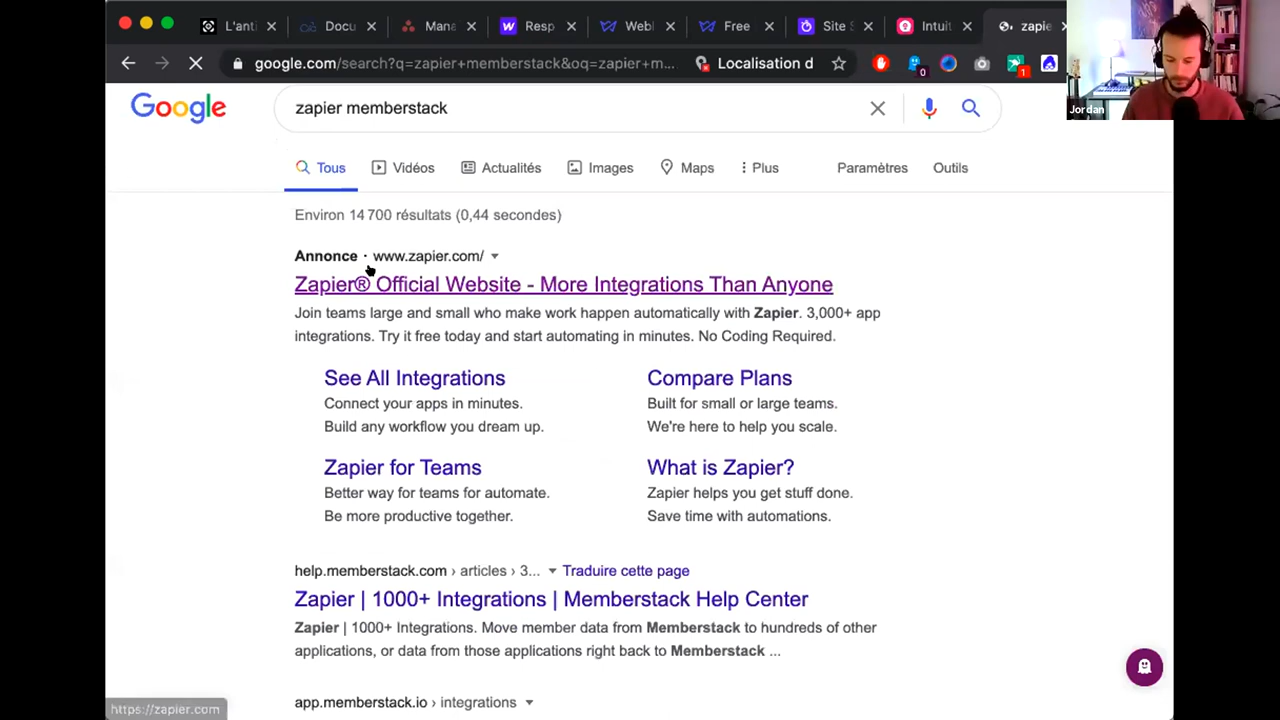 L'anti
Docu
Mana
Resp
Webl
Free
Site S
Intuit
zapie
google.com/search?q=zapier+memberstack&oq=zapier+m...
Localisation d
0
1
Jordan
Google
zapier memberstack
Tous
Vidéos
Actualités
Images
Maps
Plus
Paramètres
Outils
Environ 14 700 résultats (0,44 secondes)
Annonce · www.zapier.com/
Zapier® Official Website - More Integrations Than Anyone
Join teams large and small who make work happen automatically with Zapier. 3,000+ app
integrations. Try it free today and start automating in minutes. No Coding Required.
See All Integrations
Connect your apps in minutes.
Build any workflow you dream up.
Compare Plans
Built for small or large teams.
We're here to help you scale.
Zapier for Teams
Better way for teams for automate.
Be more productive together.
What is Zapier?
Zapier helps you get stuff done.
Save time with automations.
help.memberstack.com › articles › 3... Traduire cette page
Zapier | 1000+ Integrations | Memberstack Help Center
Zapier | 1000+ Integrations. Move member data from Memberstack to hundreds of other
applications, or data from those applications right back to Memberstack ...
app.memberstack.io › integrations
https://zapier.com